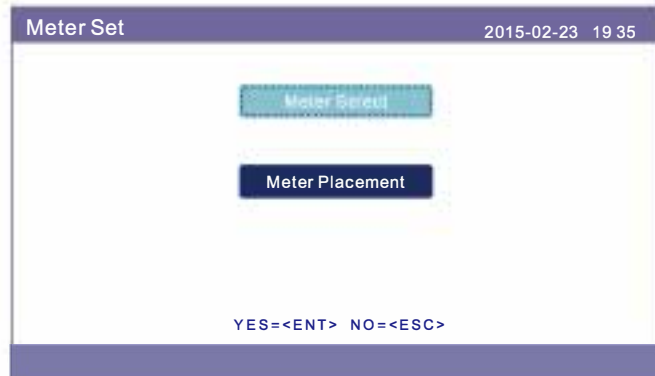 Meter Set
2015-02-23 19 35
Meter Select
Meter Placement
YES=<ENT> NO=<ESC>